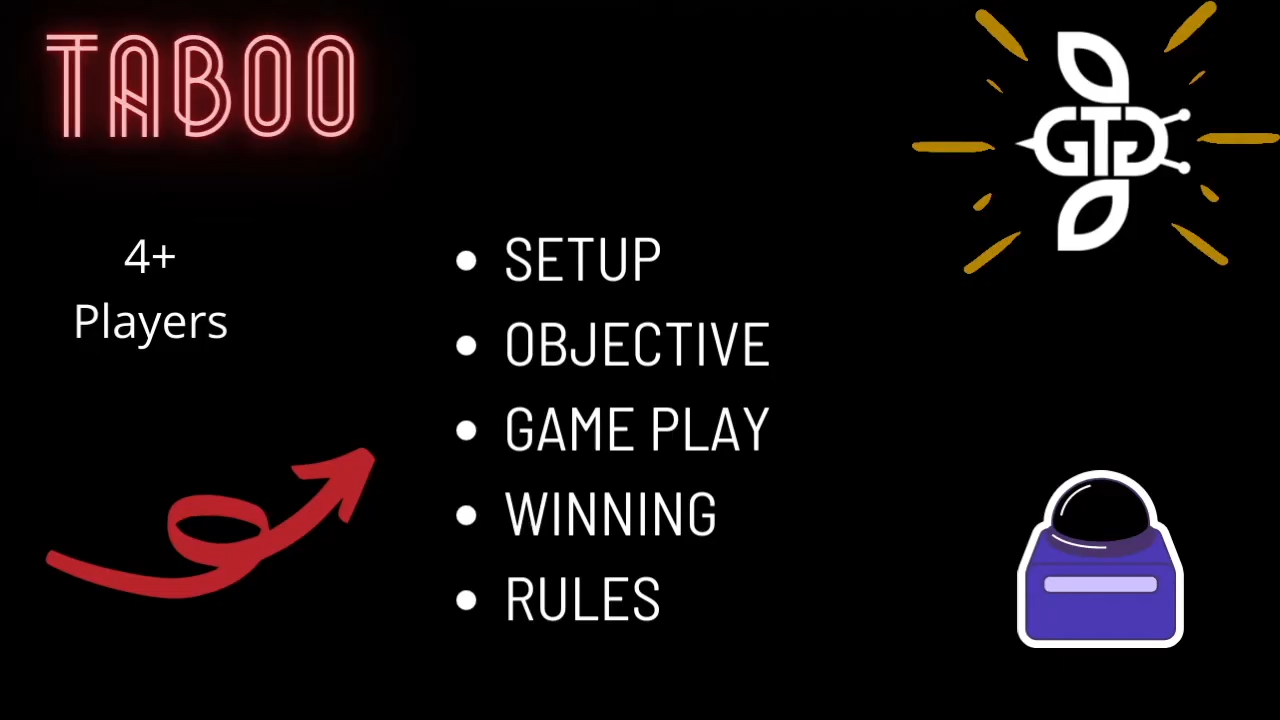 TABOO
GTG
4+
Players
SETUP
OBJECTIVE
GAME PLAY
WINNING
RULES